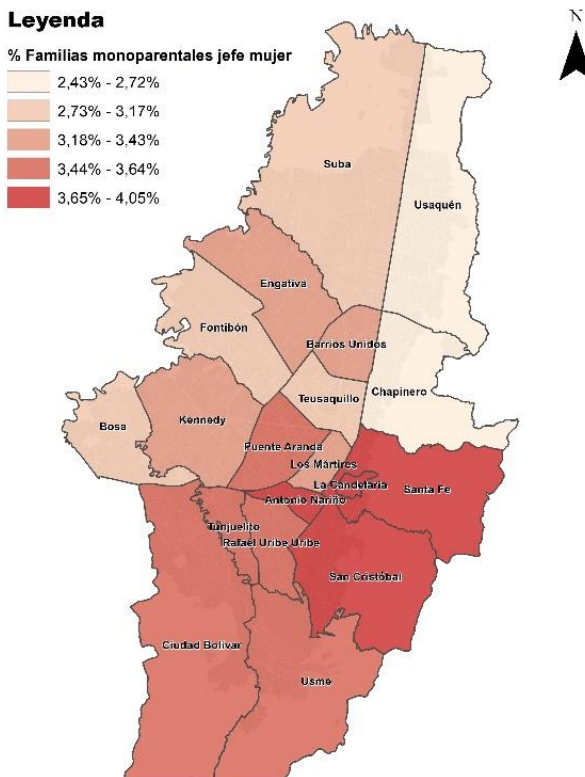 Leyenda
% Familias monoparentales jefe mujer
2,43% - 2,72%
2,73% - 3,17%
3,18% - 3,43%
3,44% - 3,64%
3,65% - 4,05%
N
Suba
Usaquén
Engativá
Fontibón
Barrios Unidos
Teusaquillo
Chapinero
Bosa
Kennedy
Puente Aranda
Los Mártires
La Candelaria
Santa Fe
Antonio Nariño
Tunjuelito
Rafael Uribe Uribe
San Cristóbal
Ciudad Bolívar
Usme